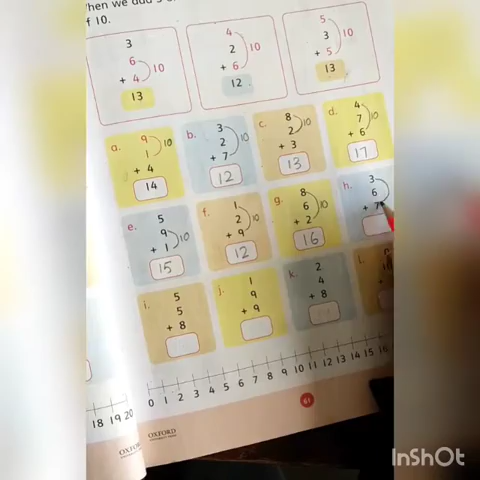 f 10.
3
6
+ 4
10
13
4
2
+ 6
10
12
5
3
+ 5
10
13
a. 9
1
+ 4
10
14
b. 3
2
+ 7
10
12
c. 8
2
+ 3
10
13
d. 4
7
+ 6
10
17
e. 5
9
+ 1
10
15
f. 1
2
+ 9
10
12
g. 8
6
+ 2
10
16
h. 3
6
+ 7
i. 5
5
+ 8
j. 1
9
+ 9
k. 2
4
+ 8
l.
18 19 20
0 1 2 3 4 5 6 7 8 9 10 11 12 13 14 15 16
61
OXFORD
UNIVERSITY PRESS
InShOt